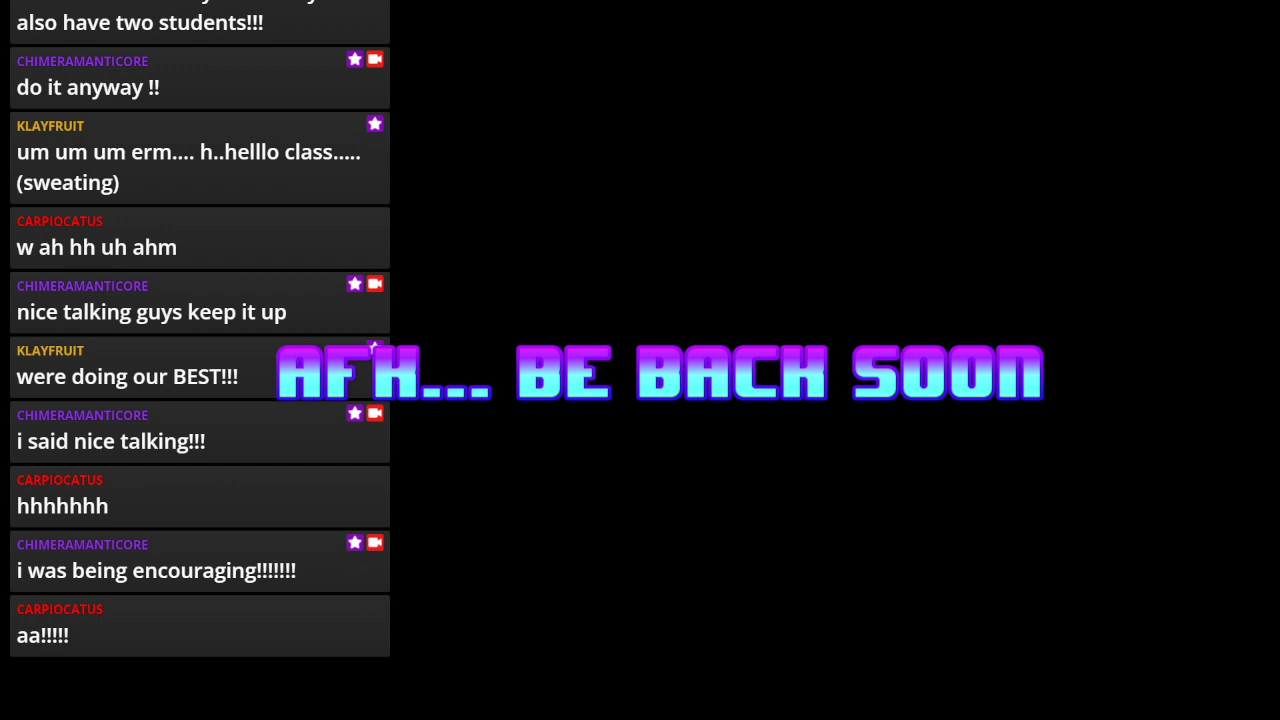 also have two students!!!
CHIMERAMANTICORE
do it anyway !!
KLAYFRUIT
um um um erm.... h..helllo class.....
(sweating)
CARPIOCATUS
w ah hh uh ahm
CHIMERAMANTICORE
nice talking guys keep it up
KLAYFRUIT
were doing our BEST!!!
AFK... BE BACK SOON
CHIMERAMANTICORE
i said nice talking!!!
CARPIOCATUS
hhhhhhh
CHIMERAMANTICORE
i was being encouraging!!!!!!!
CARPIOCATUS
aa!!!!!